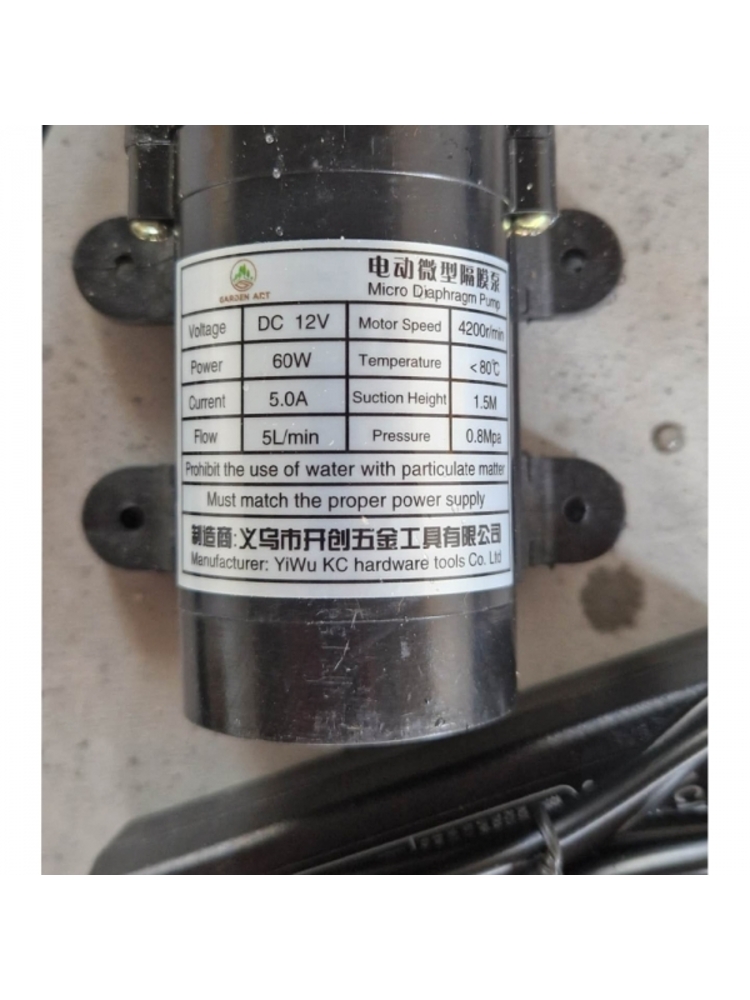 GARDEN ACT
电动微型隔膜泵
Micro Diaphragm Pump
Voltage DC 12V Motor Speed 4200r/min
Power 60W Temperature <80℃
Current 5.0A Suction Height 1.5M
Flow 5L/min Pressure 0.8Mpa
Prohibit the use of water with particulate matter
Must match the proper power supply
制造商:义乌市开创五金工具有限公司
Manufacturer: YiWu KC hardware tools Co. Ltd